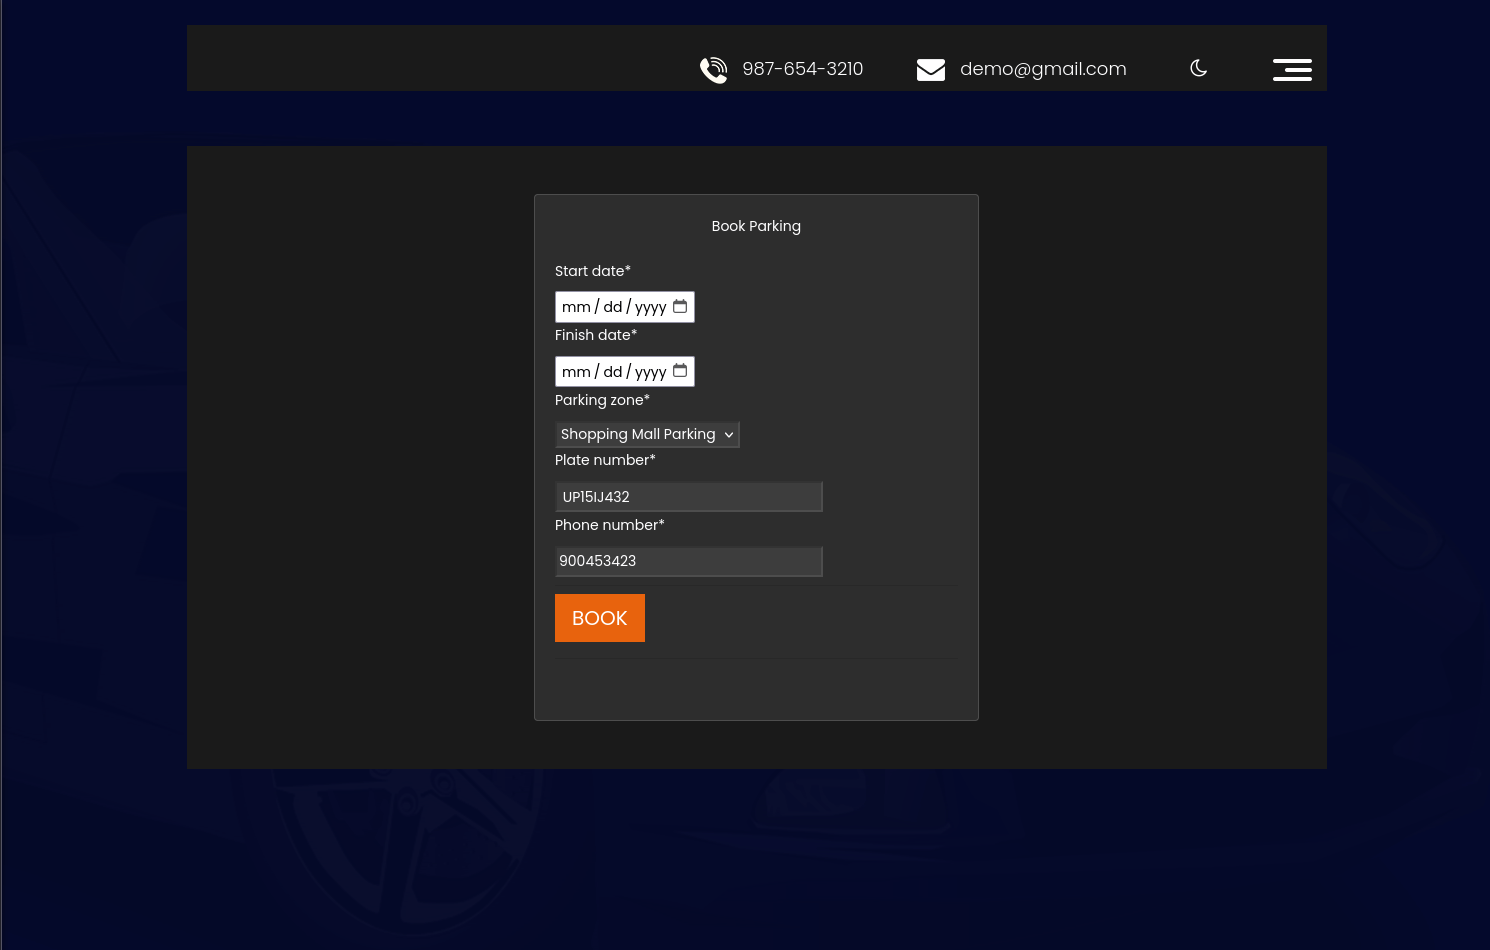 987-654-3210 demo@gmail.com
Book Parking
Start date*
mm / dd / yyyy
Finish date*
mm / dd / yyyy
Parking zone*
Shopping Mall Parking
Plate number*
UP15IJ432
Phone number*
900453423
BOOK